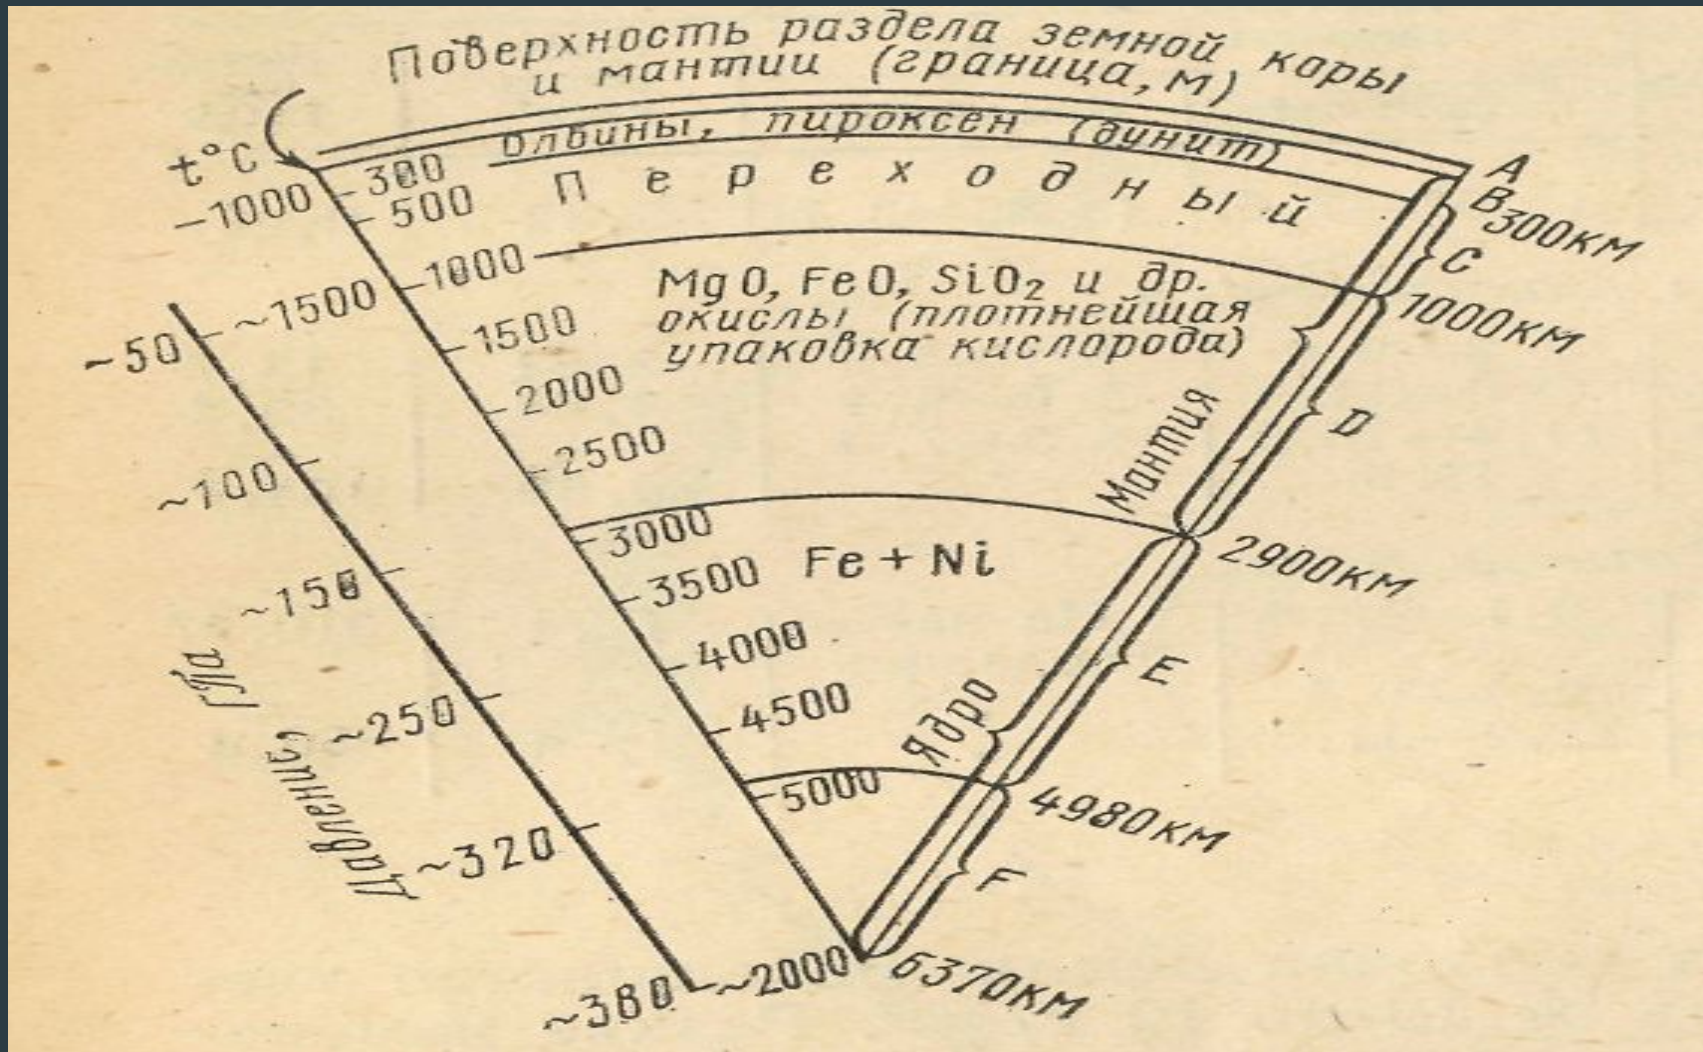 Поверхность раздела земной коры
и мантии (граница, м)
t°C
оливины, пироксен (дунит)
Переходный
A
B
300км
C
1000км
–1000
300
500
1000
~1500
1500
2000
2500
MgO, FeO, SiO₂ и др.
окислы (плотнейшая
упаковка кислорода)
Мантия
D
2900км
3000
3500
4000
4500
5000
Fe+Ni
Ядро
E
4980км
F
6370км
~2000
~50
~100
~150
~250
~320
~380
Давление, ГПа